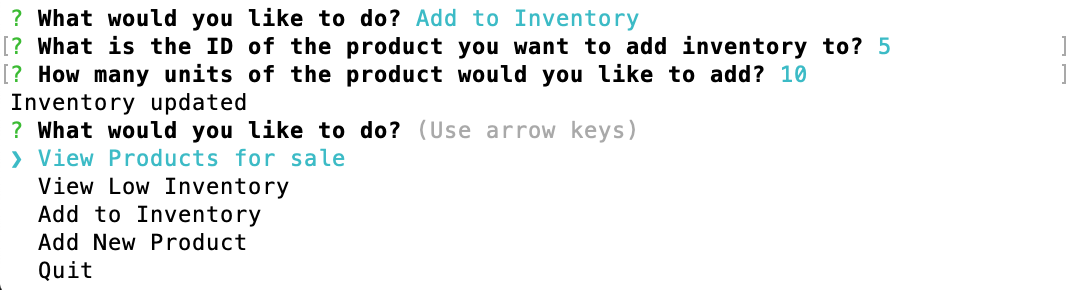 ? What would you like to do? Add to Inventory
[? What is the ID of the product you want to add inventory to? 5 ]
[? How many units of the product would you like to add? 10 ]
Inventory updated
? What would you like to do? (Use arrow keys)
❯ View Products for sale
View Low Inventory
Add to Inventory
Add New Product
Quit